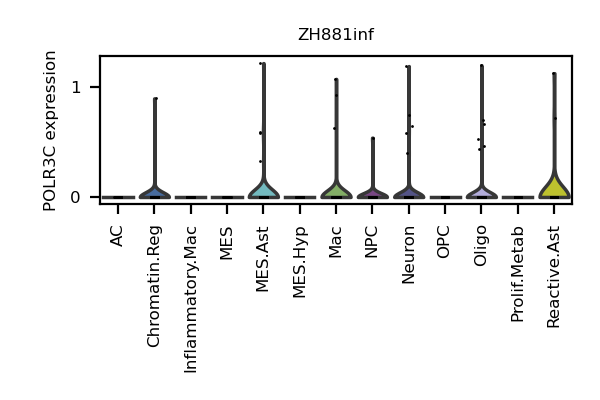 ZH881inf
POLR3C expression
1
0
AC
Chromatin.Reg
Inflammatory.Mac
MES
MES.Ast
MES.Hyp
Mac
NPC
Neuron
OPC
Oligo
Prolif.Metab
Reactive.Ast